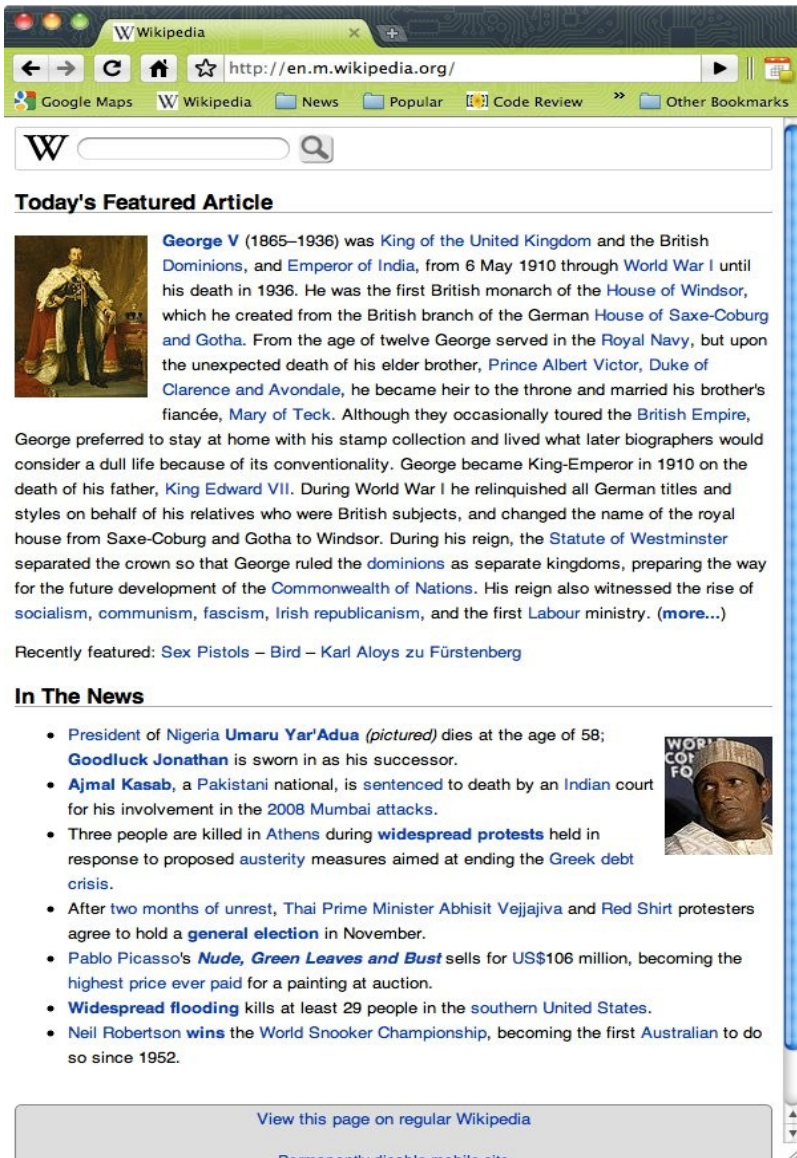 Wikipedia
http://en.m.wikipedia.org/
Google Maps W Wikipedia News Popular Code Review » Other Bookmarks
W
Today's Featured Article
George V (1865–1936) was King of the United Kingdom and the British
Dominions, and Emperor of India, from 6 May 1910 through World War I until
his death in 1936. He was the first British monarch of the House of Windsor,
which he created from the British branch of the German House of Saxe-Coburg
and Gotha. From the age of twelve George served in the Royal Navy, but upon
the unexpected death of his elder brother, Prince Albert Victor, Duke of
Clarence and Avondale, he became heir to the throne and married his brother's
fiancée, Mary of Teck. Although they occasionally toured the British Empire,
George preferred to stay at home with his stamp collection and lived what later biographers would
consider a dull life because of its conventionality. George became King-Emperor in 1910 on the
death of his father, King Edward VII. During World War I he relinquished all German titles and
styles on behalf of his relatives who were British subjects, and changed the name of the royal
house from Saxe-Coburg and Gotha to Windsor. During his reign, the Statute of Westminster
separated the crown so that George ruled the dominions as separate kingdoms, preparing the way
for the future development of the Commonwealth of Nations. His reign also witnessed the rise of
socialism, communism, fascism, Irish republicanism, and the first Labour ministry. (more...)
Recently featured: Sex Pistols – Bird – Karl Aloys zu Fürstenberg
In The News
• President of Nigeria Umaru Yar'Adua (pictured) dies at the age of 58;
Goodluck Jonathan is sworn in as his successor.
• Ajmal Kasab, a Pakistani national, is sentenced to death by an Indian court
for his involvement in the 2008 Mumbai attacks.
• Three people are killed in Athens during widespread protests held in
response to proposed austerity measures aimed at ending the Greek debt
crisis.
• After two months of unrest, Thai Prime Minister Abhisit Vejjajiva and Red Shirt protesters
agree to hold a general election in November.
• Pablo Picasso's Nude, Green Leaves and Bust sells for US$106 million, becoming the
highest price ever paid for a painting at auction.
• Widespread flooding kills at least 29 people in the southern United States.
• Neil Robertson wins the World Snooker Championship, becoming the first Australian to do
so since 1952.
View this page on regular Wikipedia
Permanently disable mobile site